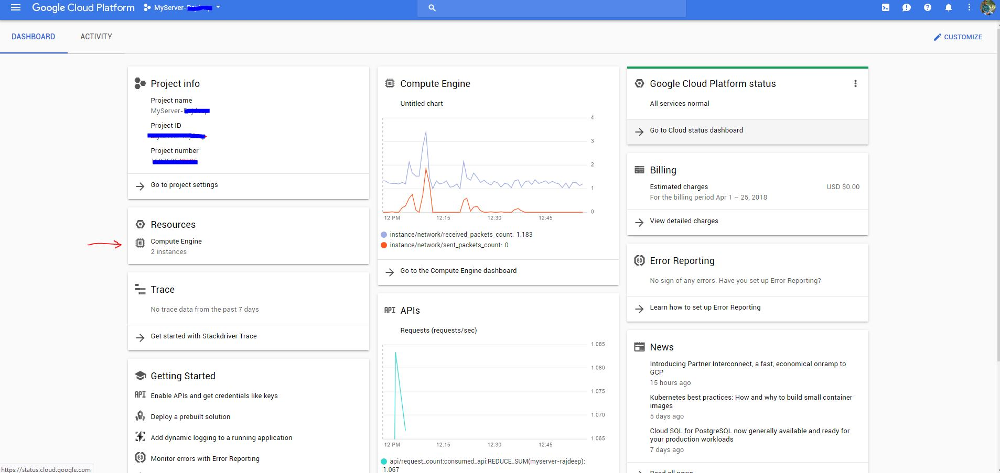 Google Cloud Platform
MyServer-
DASHBOARD
ACTIVITY
CUSTOMIZE
Project info
Project name
MyServer-
Project ID
Project number
Go to project settings
Resources
Compute Engine
2 instances
Trace
No trace data from the past 7 days
Get started with Stackdriver Trace
Getting Started
API Enable APIs and get credentials like keys
Deploy a prebuilt solution
Add dynamic logging to a running application
Monitor errors with Error Reporting
https://status.cloud.google.com
Compute Engine
Untitled chart
4
3
2
1
0
12 PM 12:15 12:30 12:45
instance/network/received_packets_count: 1.183
instance/network/sent_packets_count: 0
Go to the Compute Engine dashboard
API APIs
Requests (requests/sec)
1.085
1.080
1.075
1.070
1.065
12 PM 12:15 12:30 12:45
api/request_count:consumed_api:REDUCE_SUM(myserver-rajdeep):
1.067
Google Cloud Platform status
All services normal
Go to Cloud status dashboard
Billing
Estimated charges USD $0.00
For the billing period Apr 1 – 25, 2018
View detailed charges
Error Reporting
No sign of any errors. Have you set up Error Reporting?
Learn how to set up Error Reporting
News
Introducing Partner Interconnect, a fast, economical onramp to
GCP
15 hours ago
Kubernetes best practices: How and why to build small container
images
5 days ago
Cloud SQL for PostgreSQL now generally available and ready for
your production workloads
7 days ago
Read all news